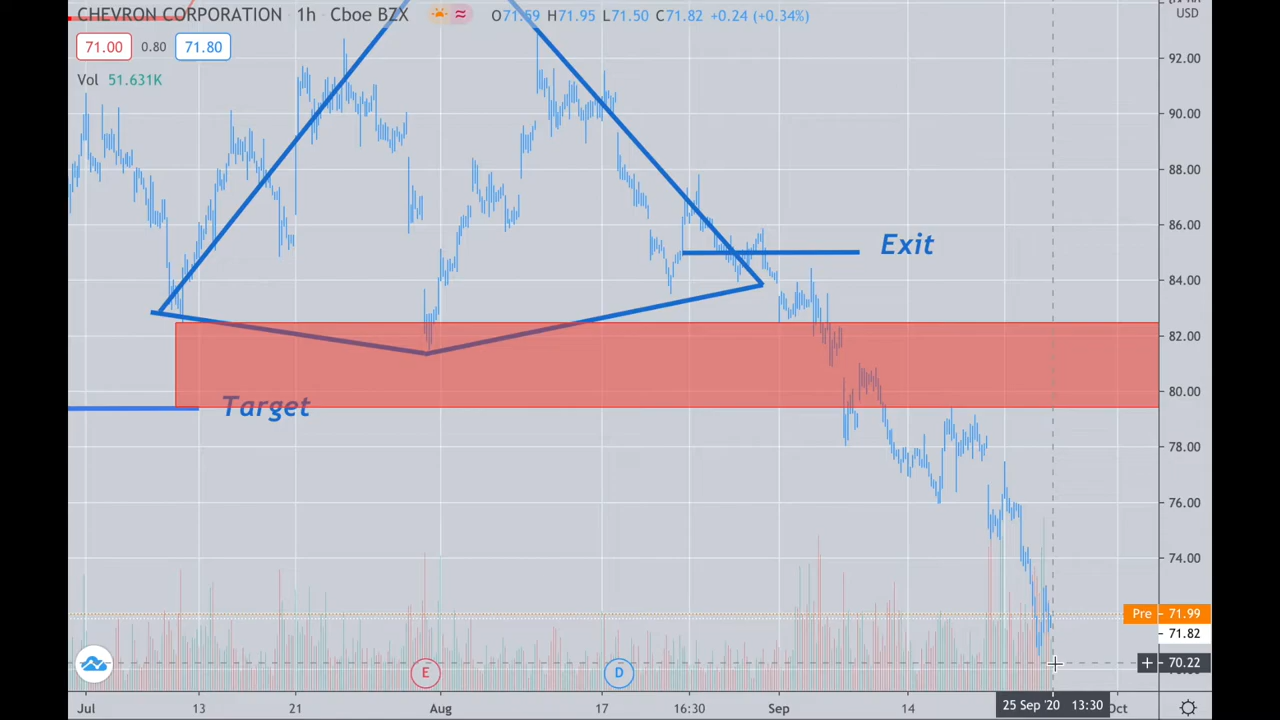 CHEVRON CORPORATION · 1h · Cboe BZX O71.59 H71.95 L71.50 C71.82 +0.24 (+0.34%)
USD
71.00 0.80 71.80
Vol 51.631K
92.00
90.00
88.00
86.00
Exit
84.00
82.00
80.00
Target
78.00
76.00
74.00
Pre 71.99
71.82
70.22
E
D
Jul 13 21 Aug 17 16:30 Sep 14 25 Sep '20 13:30 Oct